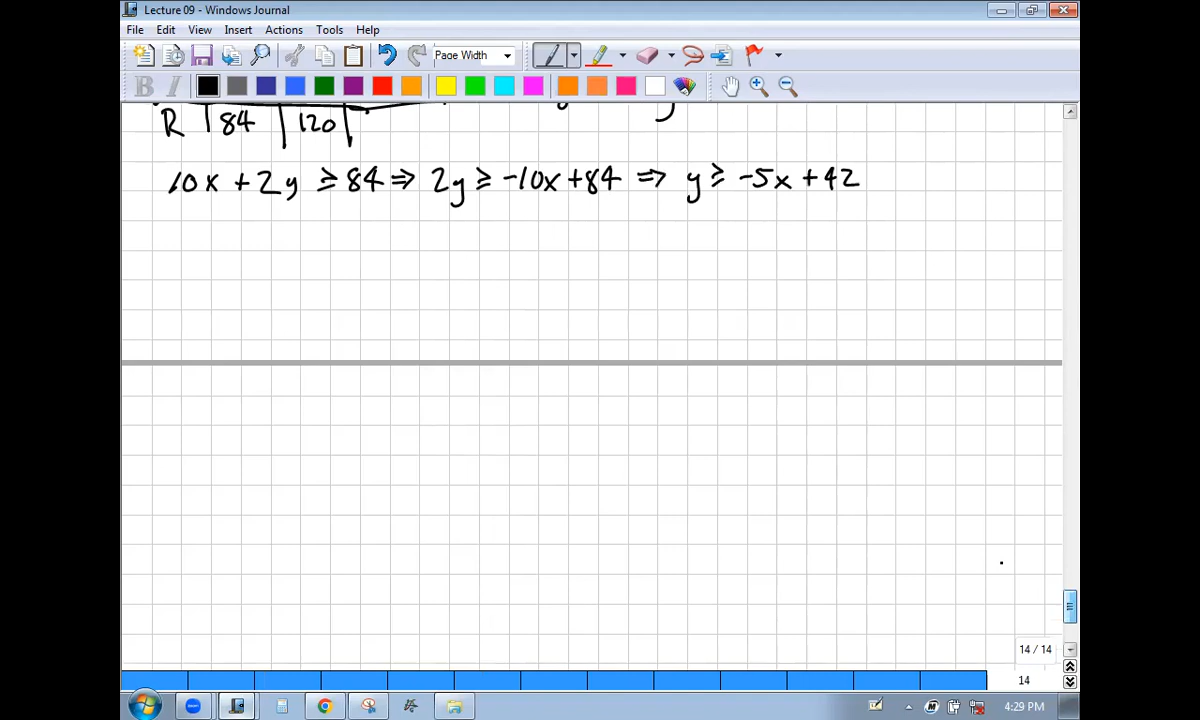 Lecture 09 - Windows Journal
File Edit View Insert Actions Tools Help
Page Width
B I
R | 84 | 120 |
10x + 2y ≥ 84 ⇒ 2y ≥ -10x + 84 ⇒ y ≥ -5x + 42
14 / 14
14
4:29 PM